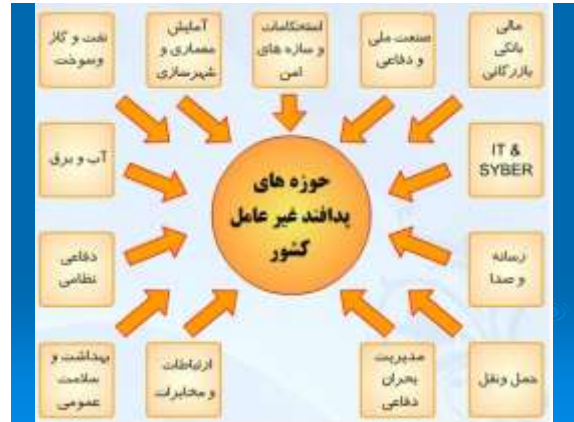 مالی
بانکی
بازرگانی
صنعت ملی
و دفاعی
استحکامات
و سازه های
امن
آمایش
معماری و
شهرسازی
نفت و گاز
وسوخت
IT &
SYBER
حوزه های
پدافند غیر عامل
کشور
آب و برق
رسانه
و صدا
دفاعی
نظامی
حمل ونقل
مدیریت
بحران
دفاعی
ارتباطات
و مخابرات
بهداشت و
سلامت
عمومی